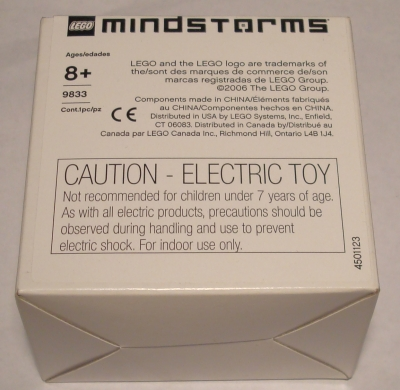 LEGO mindstorms
Ages/edades
8+
9833
Cont.1pc/pz
LEGO and the LEGO logo are trademarks of
the/sont des marques de commerce de/son
marcas registradas de LEGO Group.
©2006 The LEGO Group.
Components made in CHINA/Éléments fabriqués
au CHINA/Componentes hechos en CHINA.
Distributed in USA by LEGO Systems, Inc., Enfield,
CT 06083. Distributed in Canada by/Distribué au
Canada par LEGO Canada Inc., Richmond Hill, Ontario L4B 1J4.
CE
CAUTION - ELECTRIC TOY
Not recommended for children under 7 years of age.
As with all electric products, precautions should be
observed during handling and use to prevent
electric shock. For indoor use only.
4501123